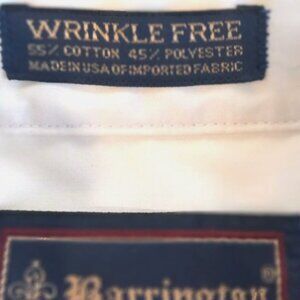 WRINKLE FREE
55% COTTON 45% POLYESTER
MADE IN USA OF IMPORTED FABRIC
Barrington ®